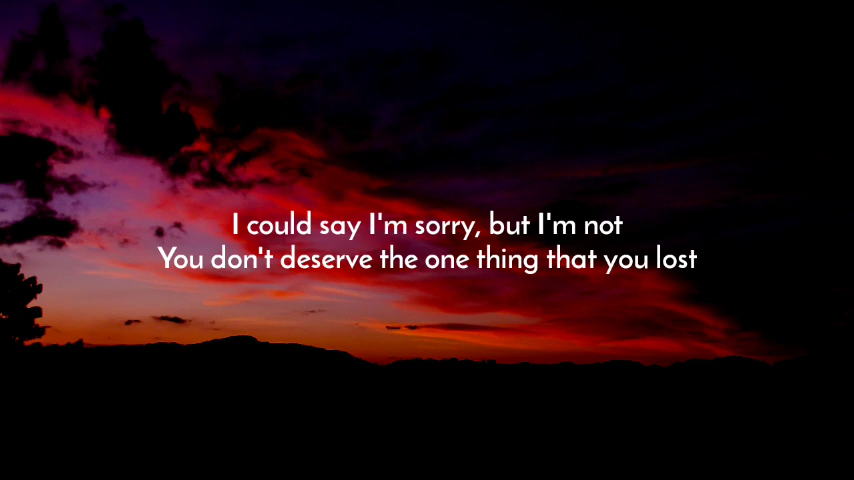 I could say I'm sorry, but I'm not
You don't deserve the one thing that you lost